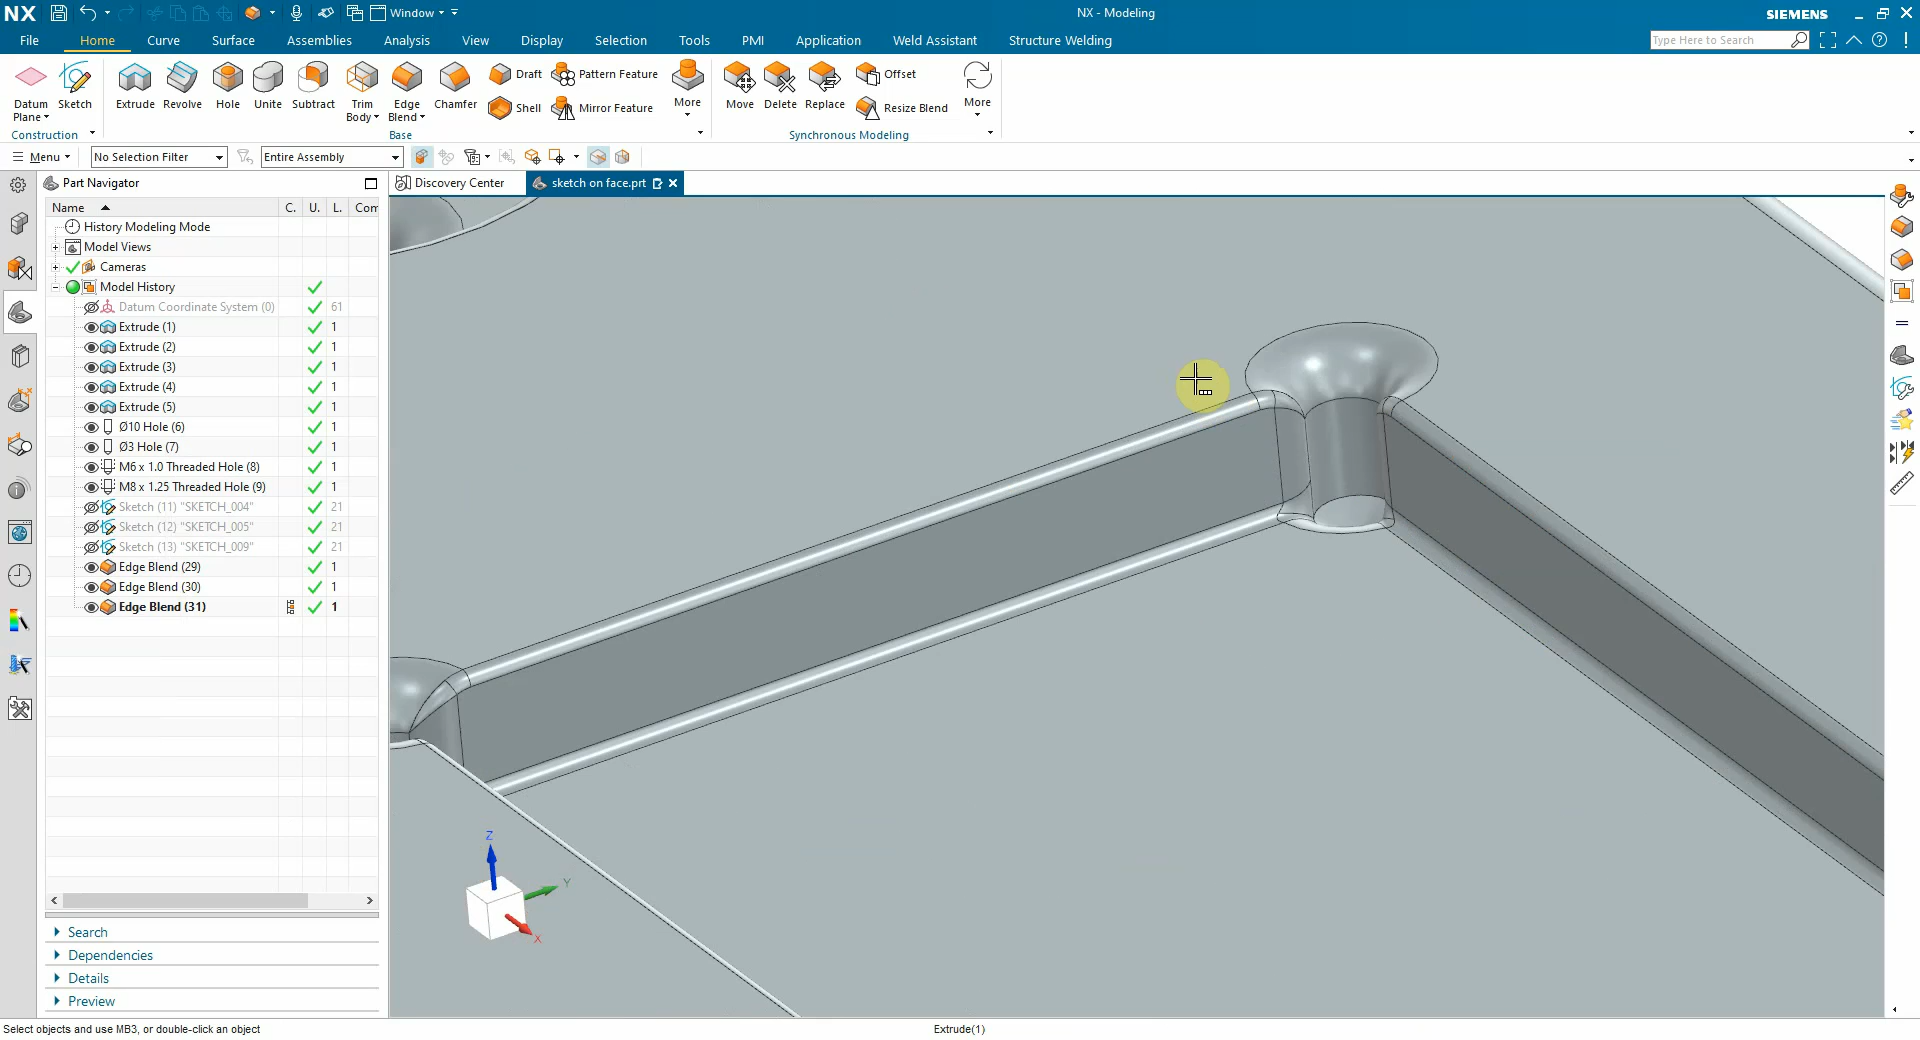 NX
Window
NX - Modeling
SIEMENS
File
Home
Curve
Surface
Assemblies
Analysis
View
Display
Selection
Tools
PMI
Application
Weld Assistant
Structure Welding
Type Here to Search
Datum Plane
Sketch
Extrude
Revolve
Hole
Unite
Subtract
Trim Body
Edge Blend
Chamfer
Draft
Shell
Pattern Feature
Mirror Feature
More
Move
Delete
Replace
Offset
Resize Blend
More
Construction
Base
Synchronous Modeling
Menu
No Selection Filter
Entire Assembly
Part Navigator
Discovery Center
sketch on face.prt
Name C. U. L. Com
History Modeling Mode
Model Views
Cameras
Model History
Datum Coordinate System (0) 61
Extrude (1) 1
Extrude (2) 1
Extrude (3) 1
Extrude (4) 1
Extrude (5) 1
Ø10 Hole (6) 1
Ø3 Hole (7) 1
M6 x 1.0 Threaded Hole (8) 1
M8 x 1.25 Threaded Hole (9) 1
Sketch (11) "SKETCH_004" 21
Sketch (12) "SKETCH_005" 21
Sketch (13) "SKETCH_009" 21
Edge Blend (29) 1
Edge Blend (30) 1
Edge Blend (31) 1
Z
Y
X
Search
Dependencies
Details
Preview
Select objects and use MB3, or double-click an object
Extrude(1)